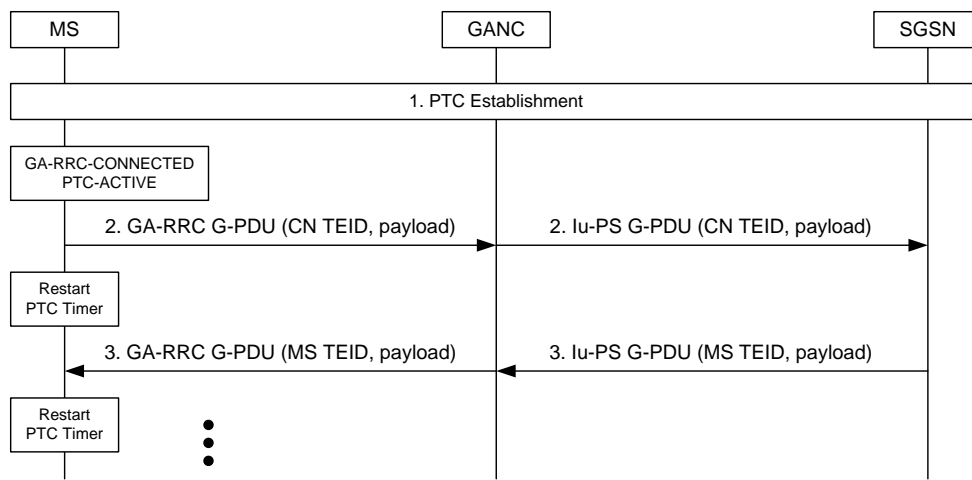 MS
GANC
SGSN
1. PTC Establishment
GA-RRC-CONNECTED
PTC-ACTIVE
2. GA-RRC G-PDU (CN TEID, payload)
2. Iu-PS G-PDU (CN TEID, payload)
Restart
PTC Timer
3. GA-RRC G-PDU (MS TEID, payload)
3. Iu-PS G-PDU (MS TEID, payload)
Restart
PTC Timer